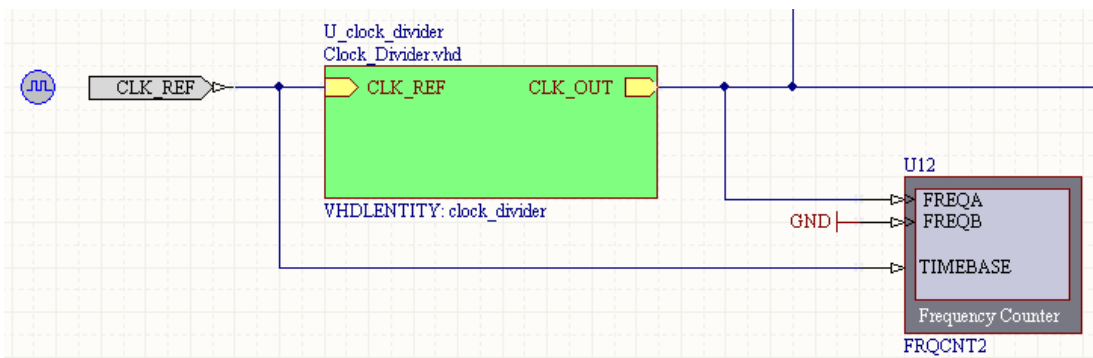 U_clock_divider
Clock_Divider.vhd
CLK_REF
CLK_REF
CLK_OUT
VHDLENTITY: clock_divider
U12
FREQA
GND
FREQB
TIMEBASE
Frequency Counter
FRQCNT2